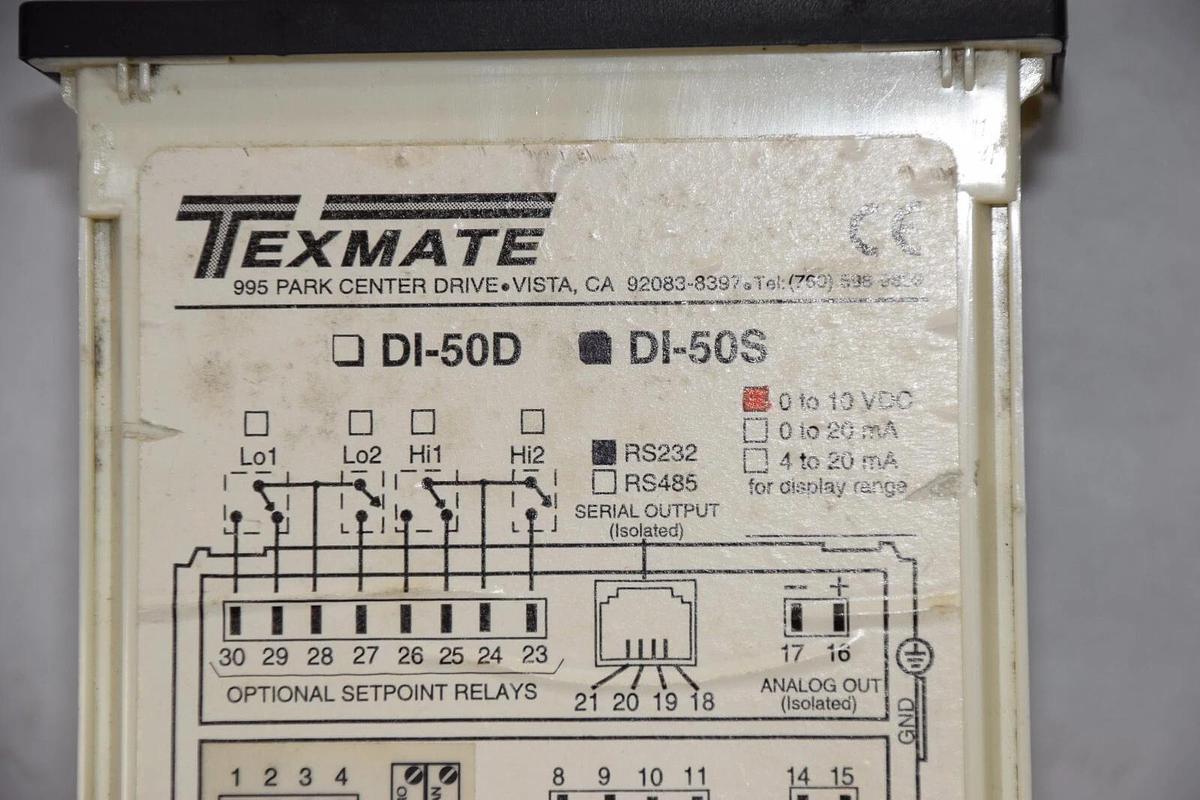 TEXMATE
CE
995 PARK CENTER DRIVE•VISTA, CA 92083-8397•Tel:(760)
DI-50D DI-50S
0 to 10 VDC
0 to 20 mA
4 to 20 mA
for display range
Lo1 Lo2 Hi1 Hi2
RS232
RS485
SERIAL OUTPUT
(Isolated)
- +
30 29 28 27 26 25 24 23
17 16
OPTIONAL SETPOINT RELAYS
21 20 19 18
ANALOG OUT
(Isolated)
GND
1 2 3 4
8 9 10 11
14 15